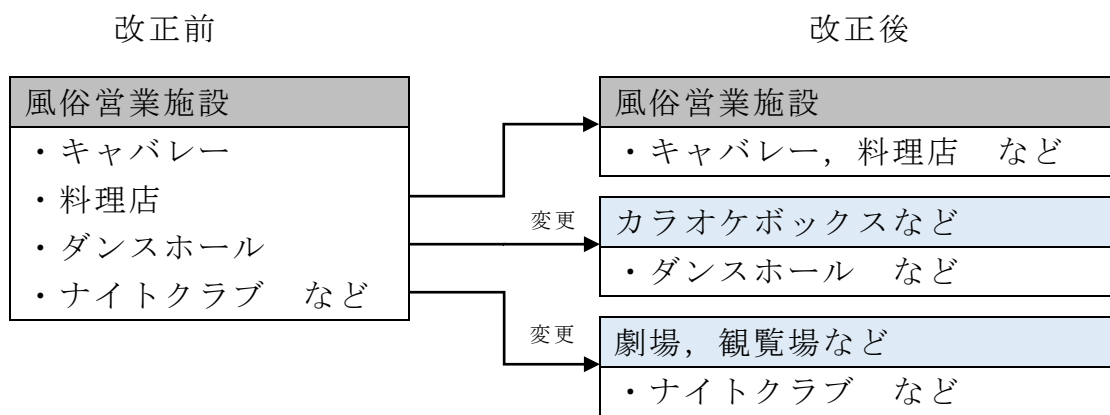 改正前
風俗営業施設
・キャバレー
・料理店
・ダンスホール
・ナイトクラブ　など
改正後
風俗営業施設
・キャバレー，料理店　など
変更
カラオケボックスなど
・ダンスホール　など
変更
劇場，観覧場など
・ナイトクラブ　など